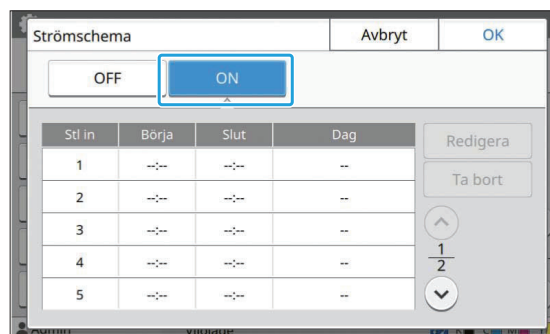 Strömschema Avbryt OK
OFF ON
Stl in Börja Slut Dag Redigera
1 --:-- --:-- --
Ta bort
2 --:-- --:-- --
3 --:-- --:-- --
4 --:-- --:-- --
1
2
5 --:-- --:-- --
Admin